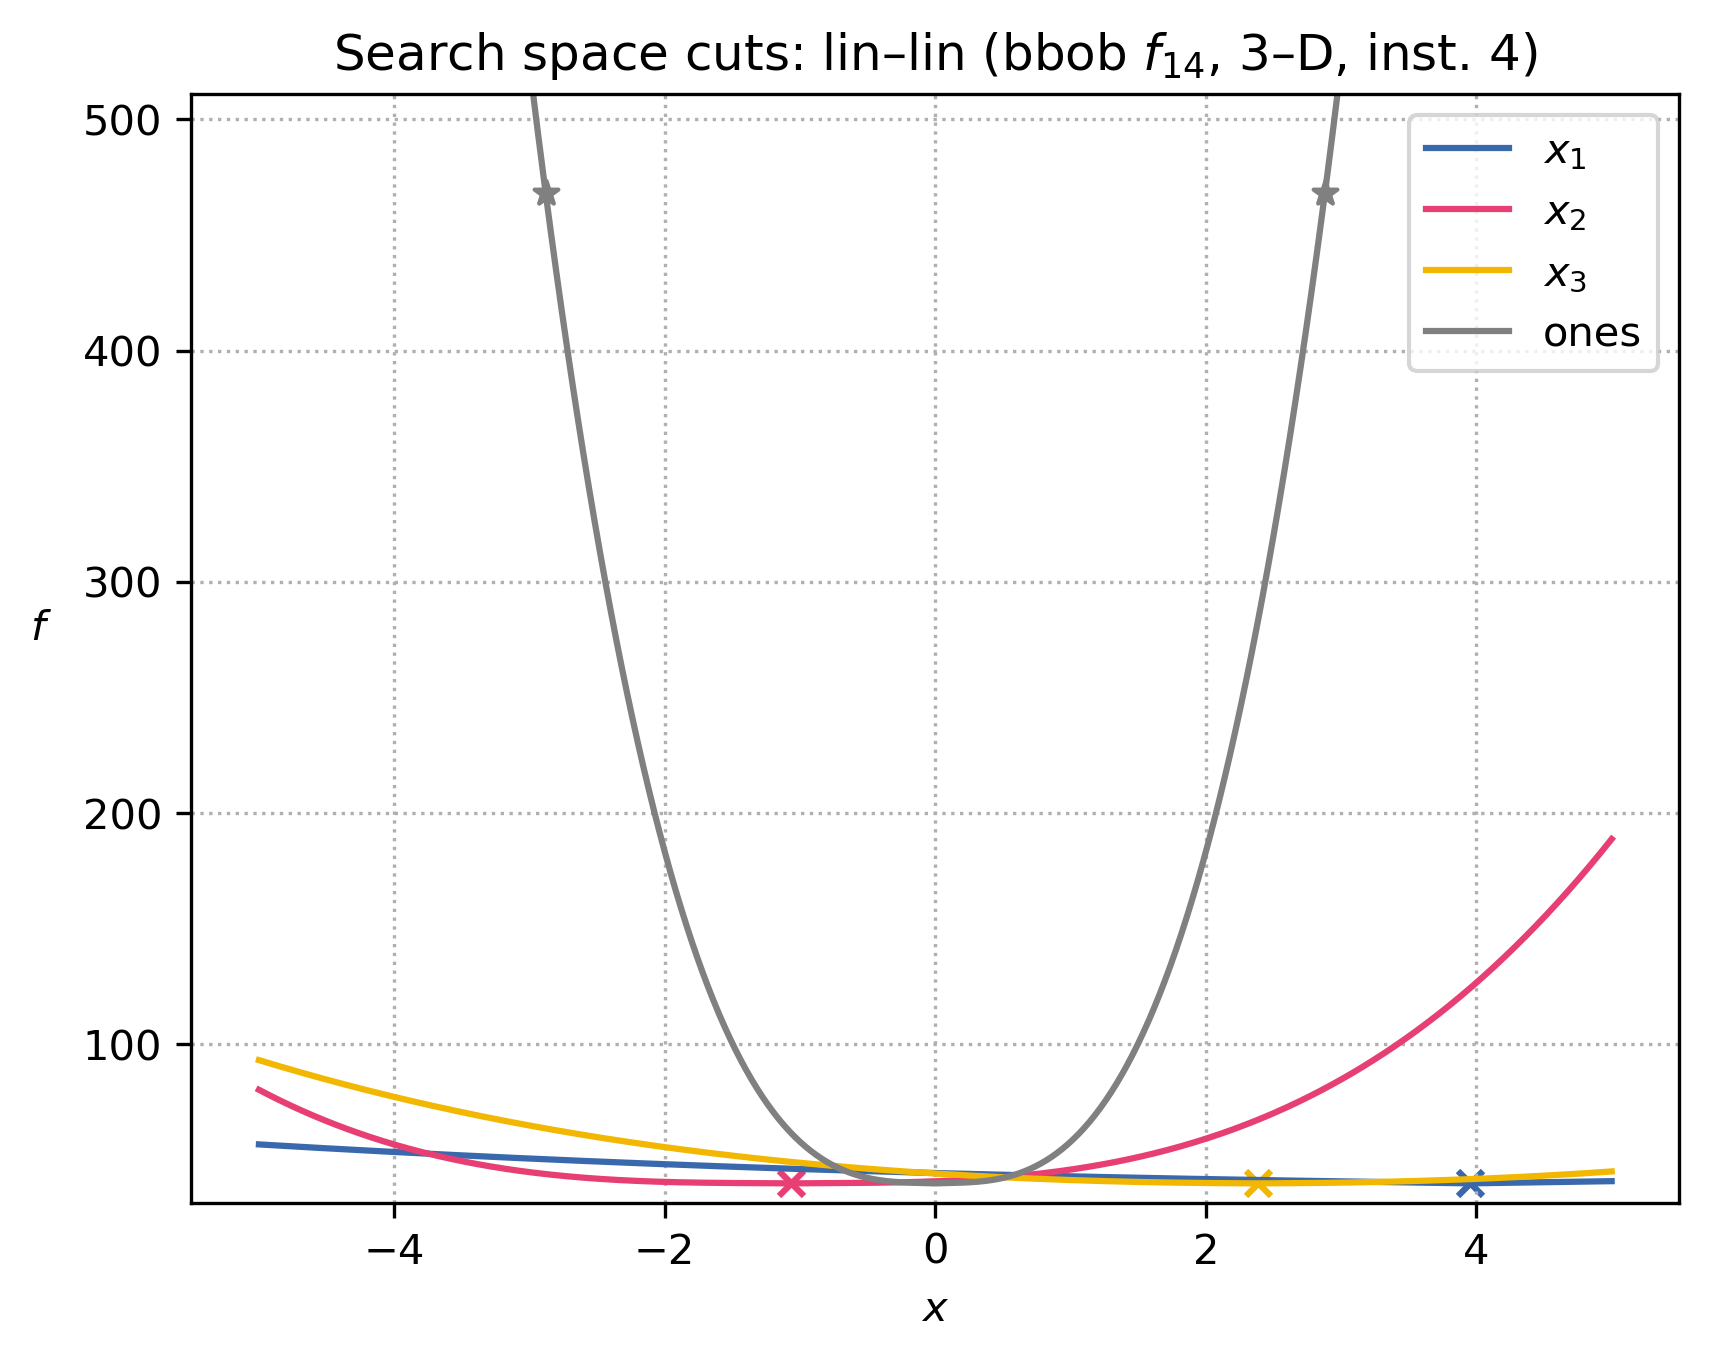 Search space cuts: lin–lin (bbob f₁₄, 3–D, inst. 4)
500
400
300
200
100
f
−4 −2 0 2 4
x
x₁
x₂
x₃
ones